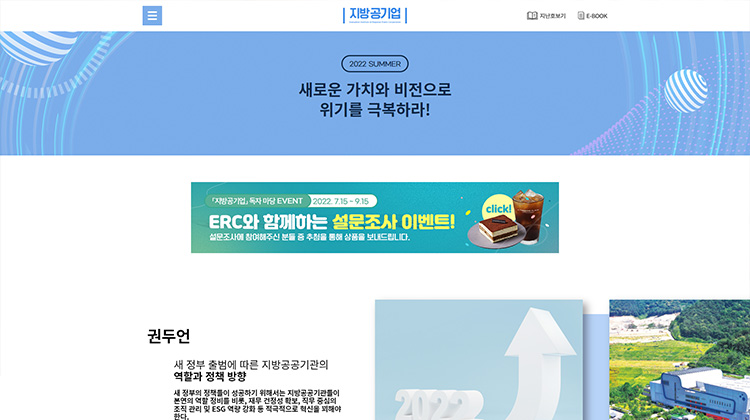 지방공기업
지난호보기
E-BOOK
2022 SUMMER
새로운 가치와 비전으로
위기를 극복하라!
「지방공기업」 독자 마당 EVENT
2022. 7.15 - 9.15
ERC와 함께하는 설문조사 이벤트!
설문조사에 참여해주신 분들 중 추첨을 통해 상품을 보내드립니다.
click!
권두언
새 정부 출범에 따른 지방공공기관의
역할과 정책 방향
새 정부의 정책들이 성공하기 위해서는 지방공공기관들이
본연의 역할 정비를 비롯, 재무 건정성 확보, 직무 중심의
조직 관리 및 ESG 역량 강화 등 적극적으로 혁신을 꾀해야
한다.
2022